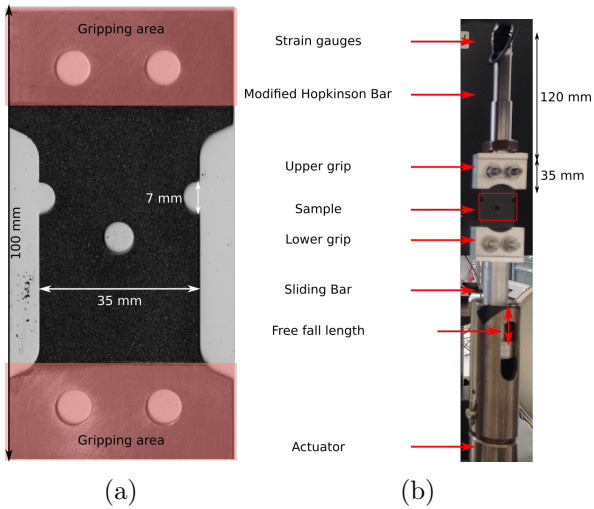 Gripping area
7 mm
100 mm
35 mm
Gripping area
(a)
Strain gauges
Modified Hopkinson Bar
120 mm
Upper grip
35 mm
Sample
Lower grip
Sliding Bar
Free fall length
Actuator
(b)